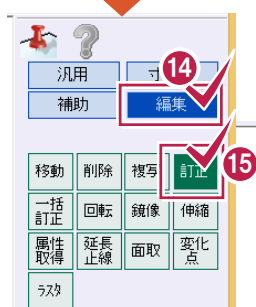 汎用 寸
14
補助 編集
移動 削除 複写 訂正
15
一括訂正 回転 鏡像 伸縮
属性取得 延長止線 面取 変化点
ラスタ